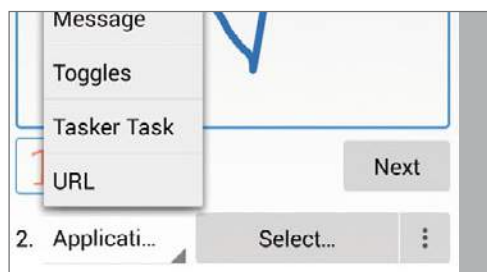 Message
Toggles
Tasker Task
URL
Next
2. Applicati... Select...